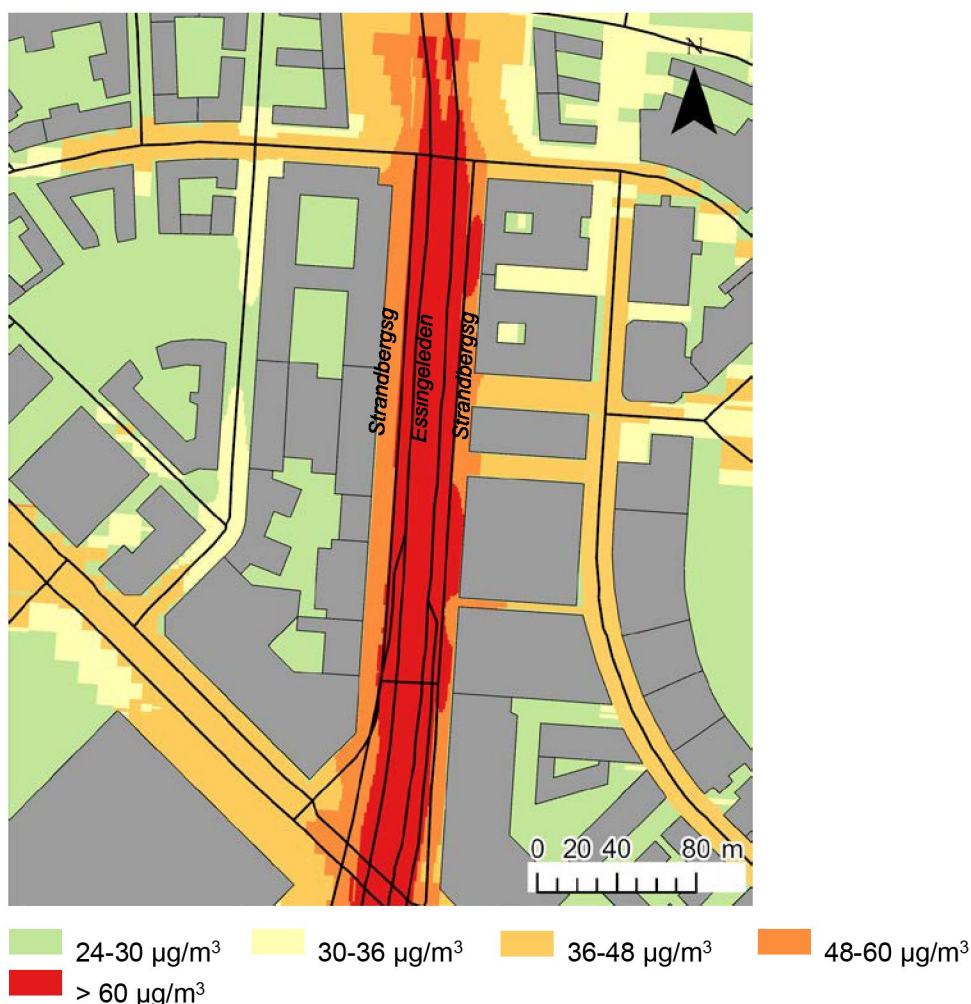 N
Strandbergsg
Essingeleden
Strandbergsg
0 20 40 80 m
24-30 µg/m³ 30-36 µg/m³ 36-48 µg/m³ 48-60 µg/m³
> 60 µg/m³